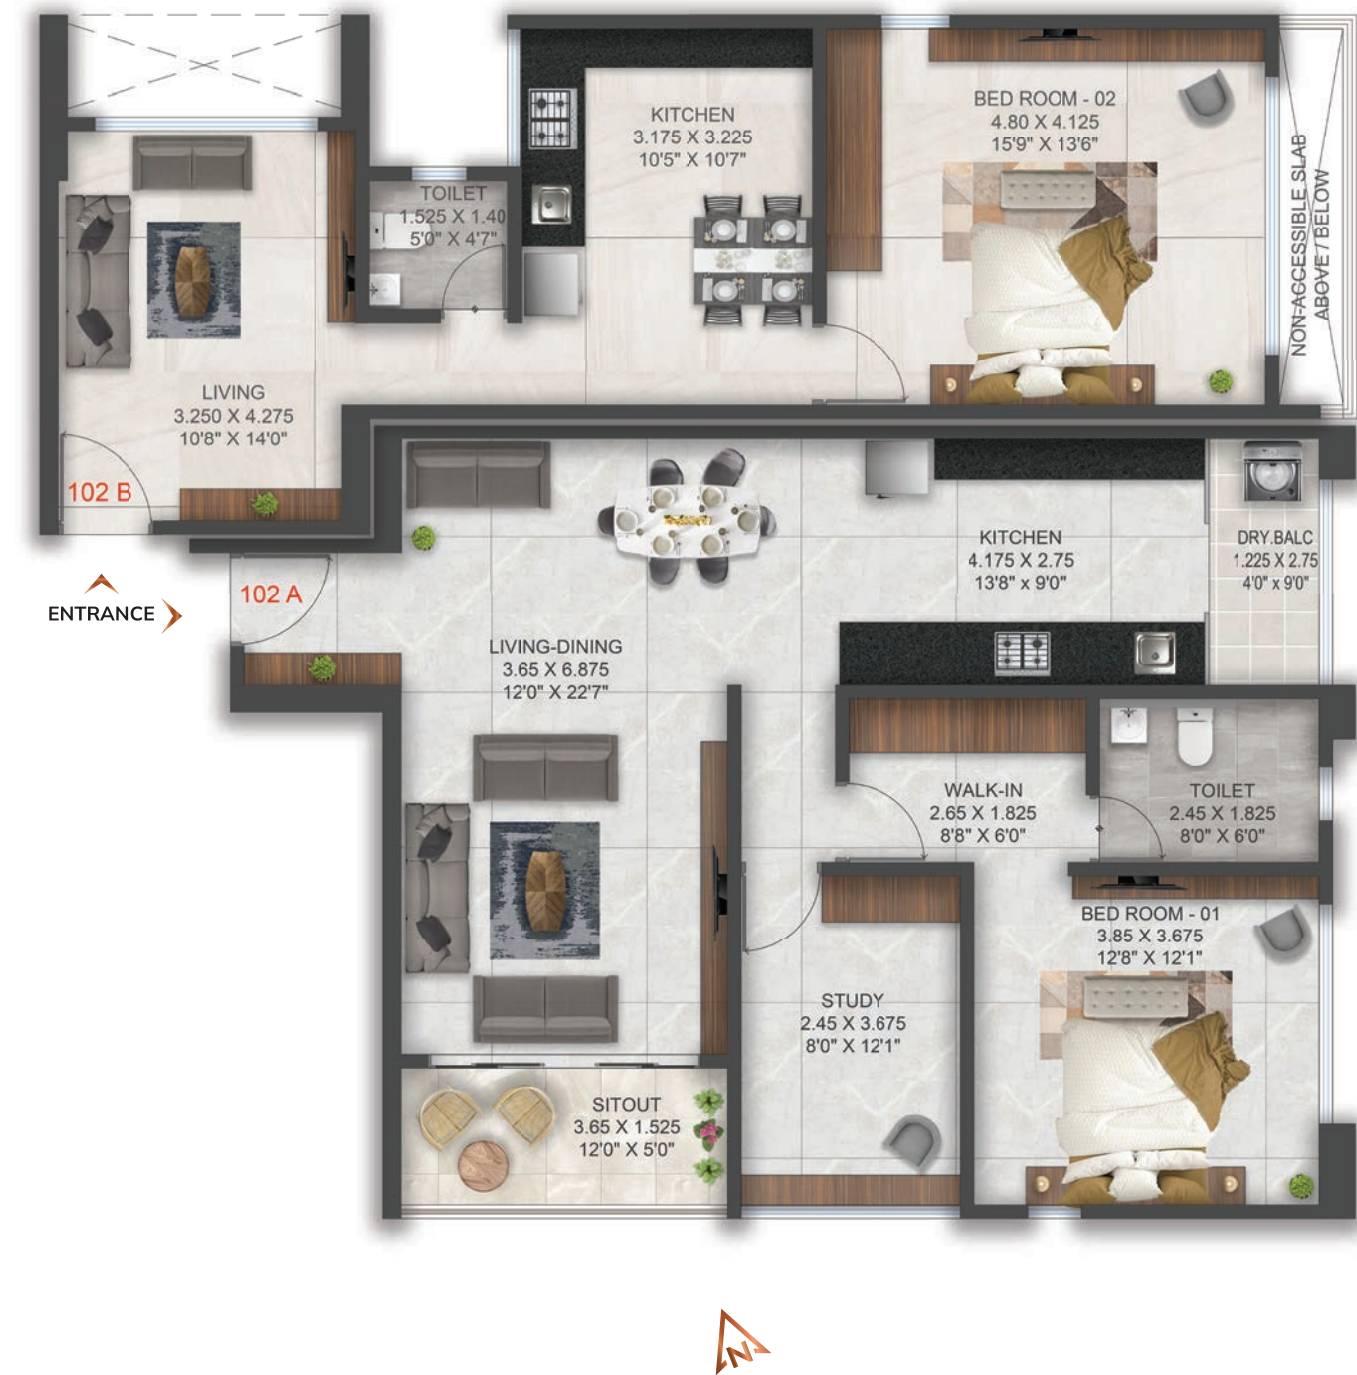 KITCHEN
3.175 X 3.225
10'5" X 10'7"
BED ROOM - 02
4.80 X 4.125
15'9" X 13'6"
NON-ACCESSIBLE SLAB
ABOVE / BELOW
TOILET
1.525 X 1.40
5'0" X 4'7"
LIVING
3.250 X 4.275
10'8" X 14'0"
102 B
ENTRANCE
102 A
KITCHEN
4.175 X 2.75
13'8" x 9'0"
DRY.BALC
1.225 X 2.75
4'0" x 9'0"
LIVING-DINING
3.65 X 6.875
12'0" X 22'7"
WALK-IN
2.65 X 1.825
8'8" X 6'0"
TOILET
2.45 X 1.825
8'0" X 6'0"
BED ROOM - 01
3.85 X 3.675
12'8" X 12'1"
STUDY
2.45 X 3.675
8'0" X 12'1"
SITOUT
3.65 X 1.525
12'0" X 5'0"
N